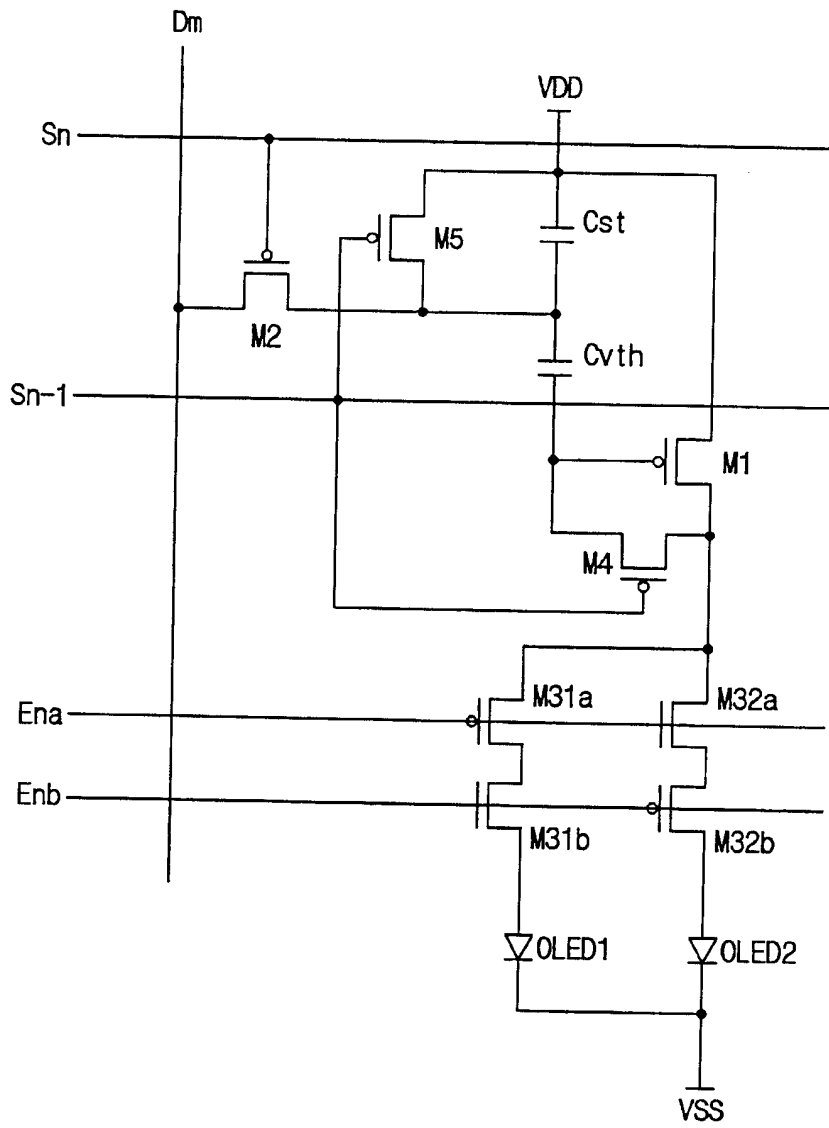 Dm
VDD
Sn
Cst
M5
M2
Cvth
Sn-1
M1
M4
M31a
M32a
Ena
Enb
M31b
M32b
OLED1
OLED2
VSS